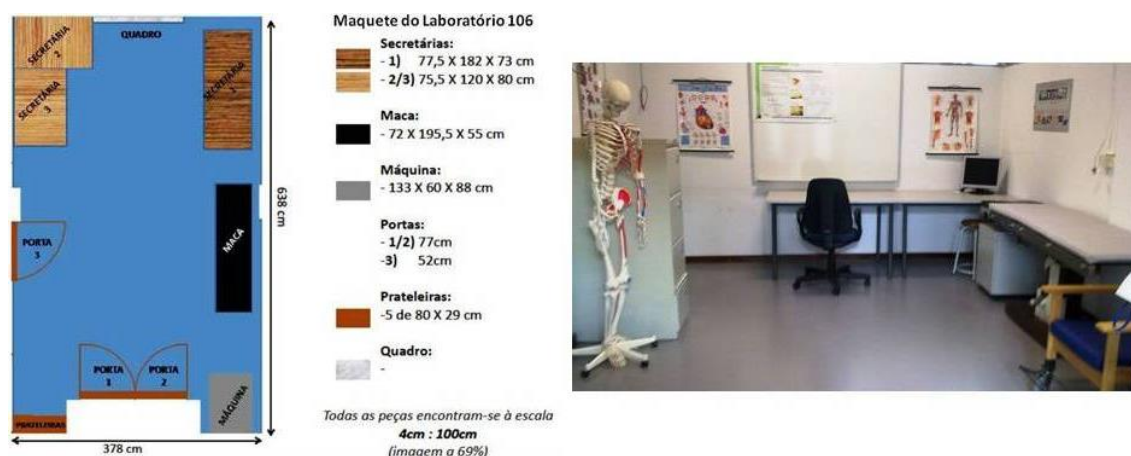 QUADRO
SECRETÁRIA
2
SECRETÁRIA
3
SECRETÁRIA
638 cm
MACA
PORTA
3
PORTA
1
PORTA
2
MÁQUINA
PRATELEIRAS
378 cm
Maquete do Laboratório 106
Secretárias:
- 1) 77,5 X 182 X 73 cm
- 2/3) 75,5 X 120 X 80 cm
Maca:
- 72 X 195,5 X 55 cm
Máquina:
- 133 X 60 X 88 cm
Portas:
- 1/2) 77cm
-3) 52cm
Prateleiras:
-5 de 80 X 29 cm
Quadro:
-
Todas as peças encontram-se à escala
4cm : 100cm
(imagem a 69%)